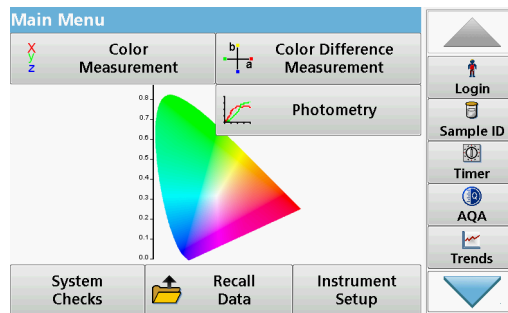 Main Menu
X
y
z
Color
Measurement
b
a
Color Difference
Measurement
Photometry
0.8
0.7
0.6
0.5
0.4
0.3
0.2
0.1
0.0
System
Checks
Recall
Data
Instrument
Setup
Login
Sample ID
Timer
AQA
Trends